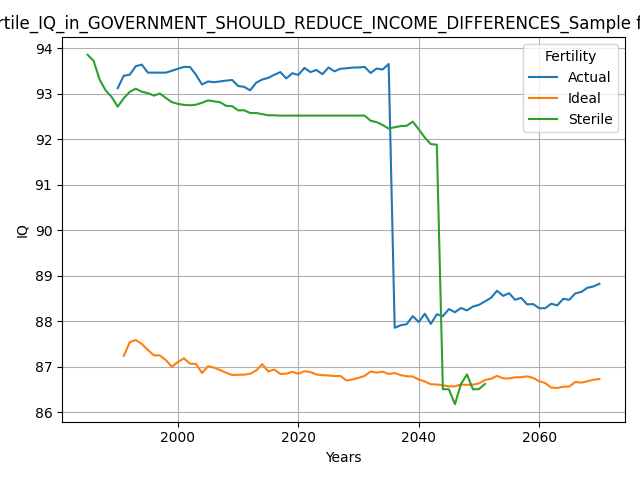 rtile_IQ_in_GOVERNMENT_SHOULD_REDUCE_INCOME_DIFFERENCES_Sample f
94
93
92
91
90
89
88
87
86
IQ
2000
2020
2040
2060
Years
Fertility
Actual
Ideal
Sterile